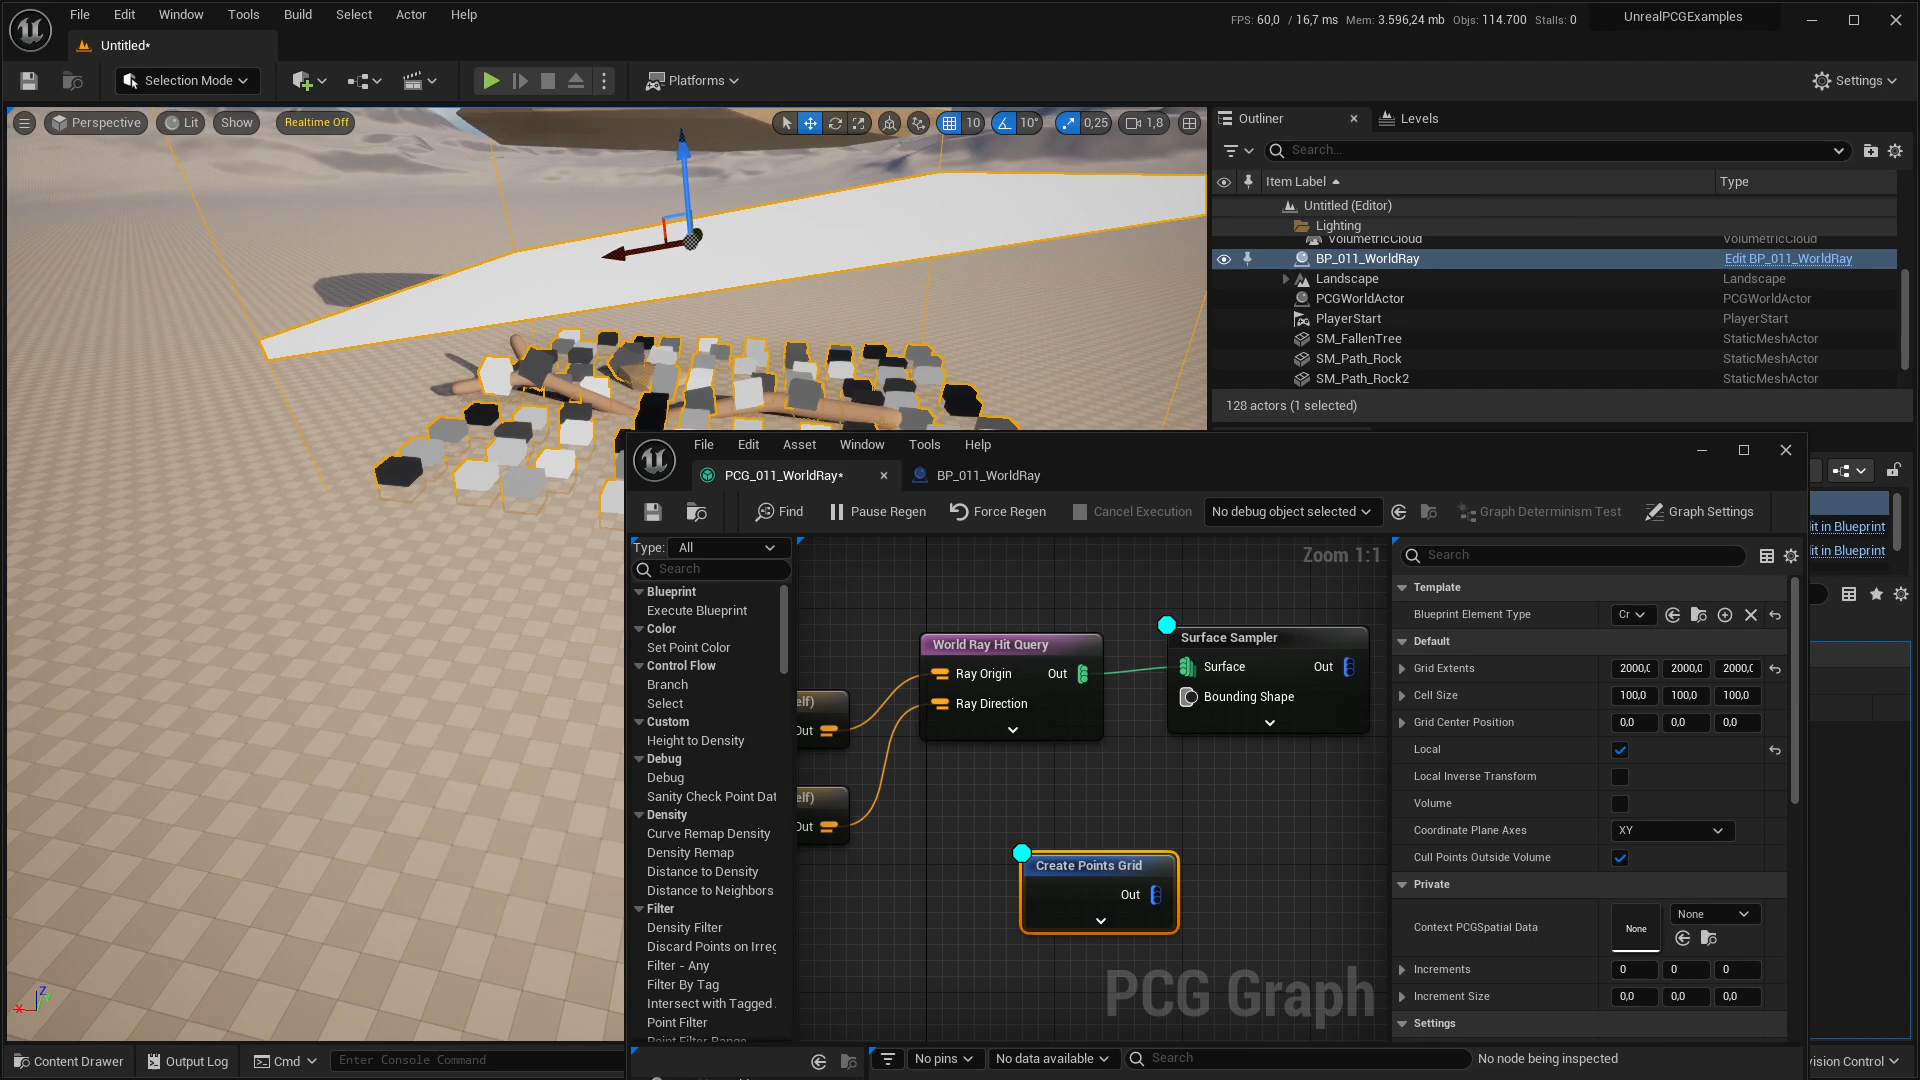 File Edit Window Tools Build Select Actor Help
FPS: 60,0 / 16,7 ms Mem: 3.596,24 mb Objs: 114.700 Stalls: 0
UnrealPCGExamples
Untitled*
Selection Mode
Platforms
Settings
Perspective Lit Show Realtime Off
10 10° 0,25 1,8
Outliner Levels
Search...
Item Label Type
Untitled (Editor)
Lighting
VolumetricCloud VolumetricCloud
BP_011_WorldRay Edit BP_011_WorldRay
Landscape Landscape
PCGWorldActor PCGWorldActor
PlayerStart PlayerStart
SM_FallenTree StaticMeshActor
SM_Path_Rock StaticMeshActor
SM_Path_Rock2 StaticMeshActor
128 actors (1 selected)
File Edit Asset Window Tools Help
PCG_011_WorldRay* BP_011_WorldRay
Find Pause Regen Force Regen Cancel Execution No debug object selected Graph Determinism Test Graph Settings
it in Blueprint
it in Blueprint
Type: All
Search
Blueprint
Execute Blueprint
Color
Set Point Color
Control Flow
Branch
Select
Custom
Height to Density
Debug
Debug
Sanity Check Point Dat
Density
Curve Remap Density
Density Remap
Distance to Density
Distance to Neighbors
Filter
Density Filter
Discard Points on Irreg
Filter - Any
Filter By Tag
Intersect with Tagged
Point Filter
Point Filter Range
Zoom 1:1
elf)
Out
elf)
Out
World Ray Hit Query
Ray Origin Out
Ray Direction
Surface Sampler
Surface Out
Bounding Shape
Create Points Grid
Out
PCG Graph
Search
Template
Blueprint Element Type Cr
Default
Grid Extents 2000,0 2000,0 2000,0
Cell Size 100,0 100,0 100,0
Grid Center Position 0,0 0,0 0,0
Local
Local Inverse Transform
Volume
Coordinate Plane Axes XY
Cull Points Outside Volume
Private
Context PCGSpatial Data None None
Increments 0 0 0
Increment Size 0,0 0,0 0,0
Settings
X Z Y
Content Drawer Output Log Cmd Enter Console Command
No pins No data available Search No node being inspected
vision Control